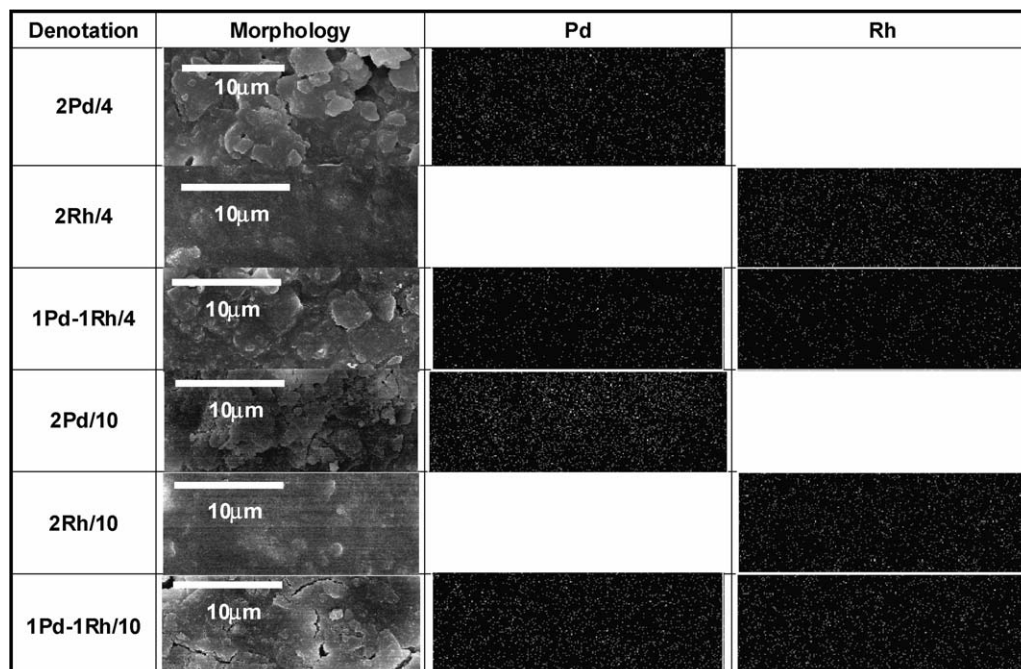 Denotation Morphology Pd Rh
2Pd/4 10μm
2Rh/4 10μm
1Pd-1Rh/4 10μm
2Pd/10 10μm
2Rh/10 10μm
1Pd-1Rh/10 10μm